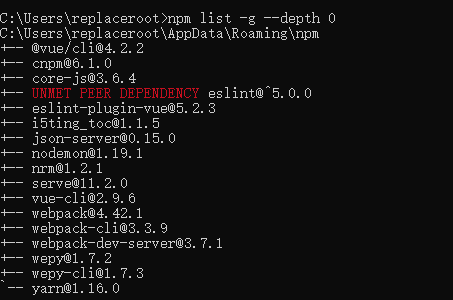 C:\Users\replaceroot>npm list -g --depth 0
C:\Users\replaceroot\AppData\Roaming\npm
+-- @vue/cli@4.2.2
+-- cnpm@6.1.0
+-- core-js@3.6.4
+-- UNMET PEER DEPENDENCY eslint@^5.0.0
+-- eslint-plugin-vue@5.2.3
+-- i5ting_toc@1.1.5
+-- json-server@0.15.0
+-- nodemon@1.19.1
+-- nrm@1.2.1
+-- serve@11.2.0
+-- vue-cli@2.9.6
+-- webpack@4.42.1
+-- webpack-cli@3.3.9
+-- webpack-dev-server@3.7.1
+-- wepy@1.7.2
+-- wepy-cli@1.7.3
`-- yarn@1.16.0